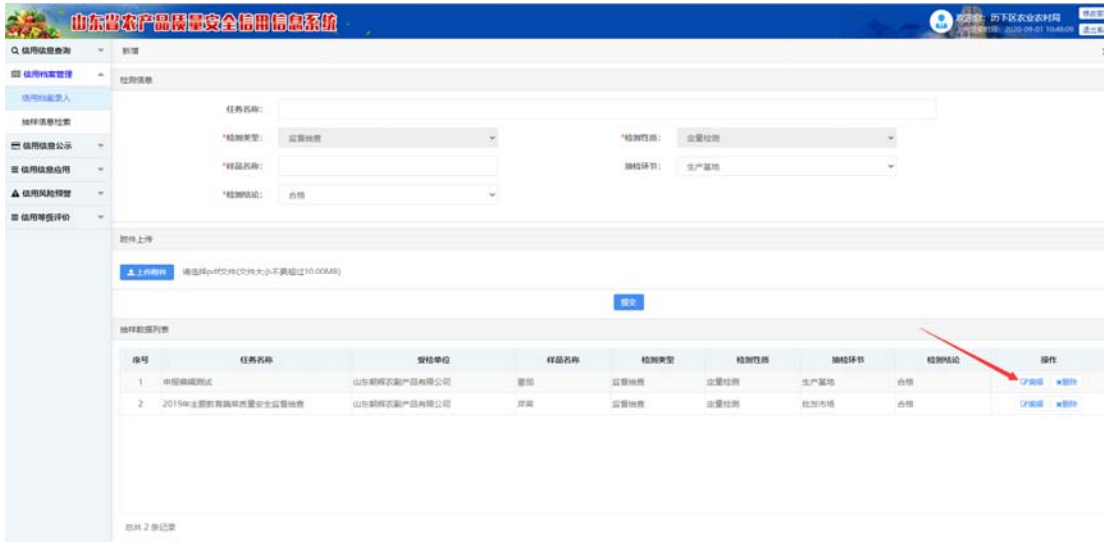 山东省农产品质量安全信用信息系统
欢迎您: 历下区农业农村局
2020-09-01 10:48:09
信用信息查询
新增
信用档案管理
检测信息
信用档案录入
任务名称:
抽样信息检索
*检测类型: 监督抽查 *检测性质: 定量检测
信用信息公示
*样品名称: 抽检环节: 生产基地
信用信息应用
信用风险预警
*检测结论: 合格
信用等级评价
附件上传
上传附件 请选择pdf文件(文件大小不要超过10.00MB)
提交
抽样数据列表
序号 任务名称 受检单位 样品名称 检测类型 检测性质 抽检环节 检测结论 操作
1 申报编辑测试 山东朝晖农副产品有限公司 番茄 监督抽查 定量检测 生产基地 合格 编辑 删除
2 2019年主题教育蔬菜质量安全监督抽查 山东朝晖农副产品有限公司 芹菜 监督抽查 定量检测 批发市场 合格 编辑 删除
总共 2 条记录